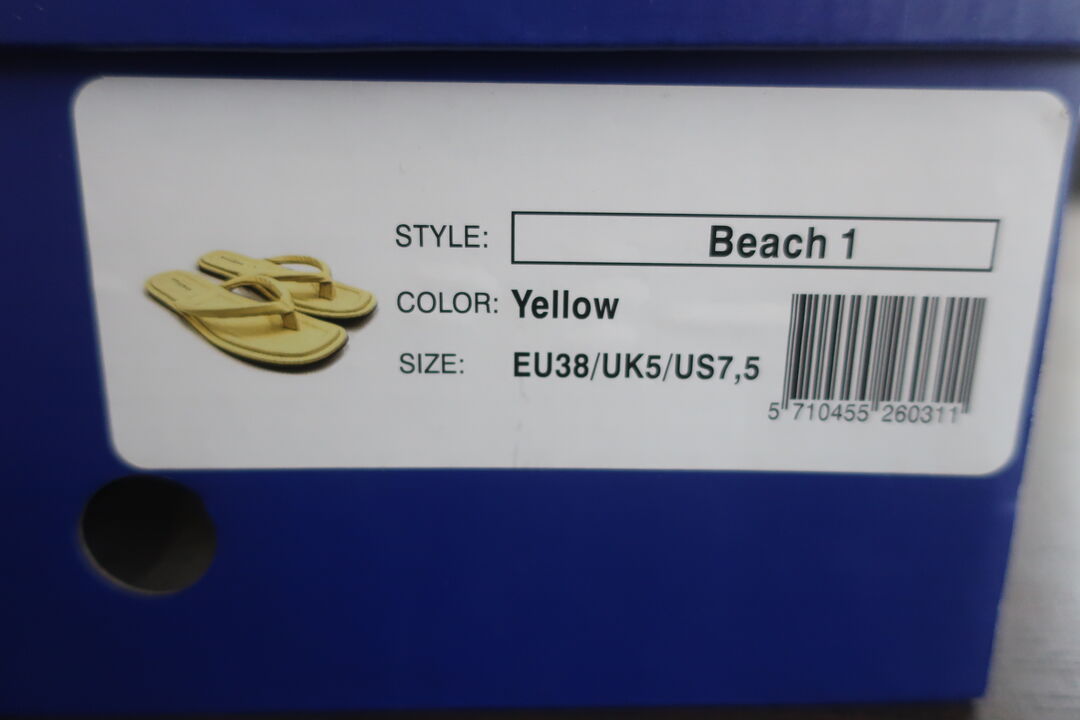 STYLE: Beach 1
COLOR: Yellow
SIZE: EU38/UK5/US7,5
5 710455 260311